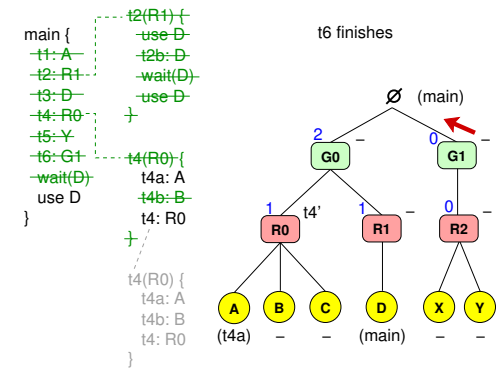 main {
t1: A
t2: R1
t3: D
t4: R0
t5: Y
t6: G1
wait(D)
use D
}
t2(R1) {
use D
t2b: D
wait(D)
use D
}
t4(R0) {
t4a: A
t4b: B
t4: R0
}
t4(R0) {
t4a: A
t4b: B
t4: R0
}
t6 finishes
Ø (main)
2 – 0
G0 G1
1 t4' 1 – 0 –
R0 R1 R2
A B C D X Y
(t4a) – – (main) – –